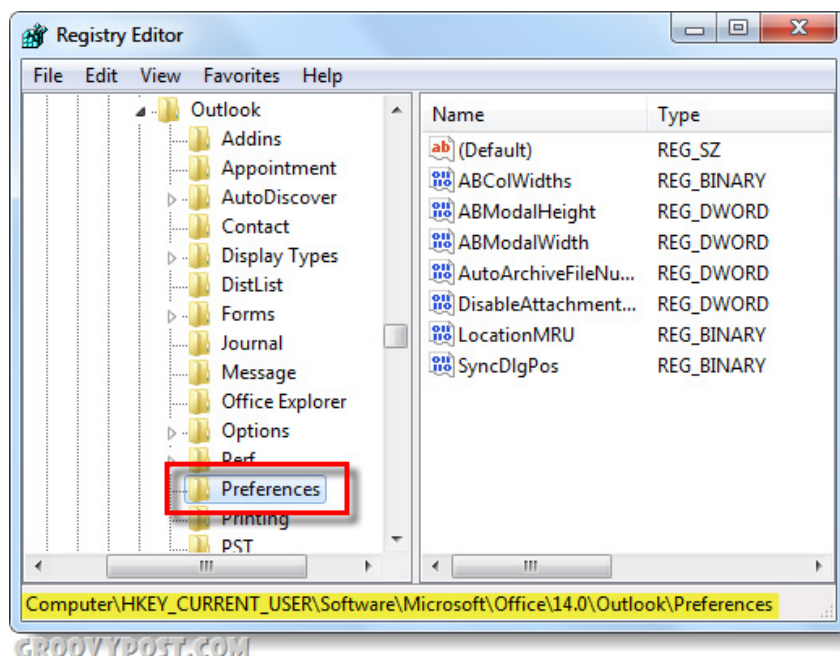 Registry Editor
File Edit View Favorites Help
Outlook
Addins
Appointment
AutoDiscover
Contact
Display Types
DistList
Forms
Journal
Message
Office Explorer
Options
Perf
Preferences
Printing
PST
Name Type
(Default) REG_SZ
ABColWidths REG_BINARY
ABModalHeight REG_DWORD
ABModalWidth REG_DWORD
AutoArchiveFileNu... REG_DWORD
DisableAttachment... REG_DWORD
LocationMRU REG_BINARY
SyncDlgPos REG_BINARY
Computer\HKEY_CURRENT_USER\Software\Microsoft\Office\14.0\Outlook\Preferences
GROOVYPOST.COM